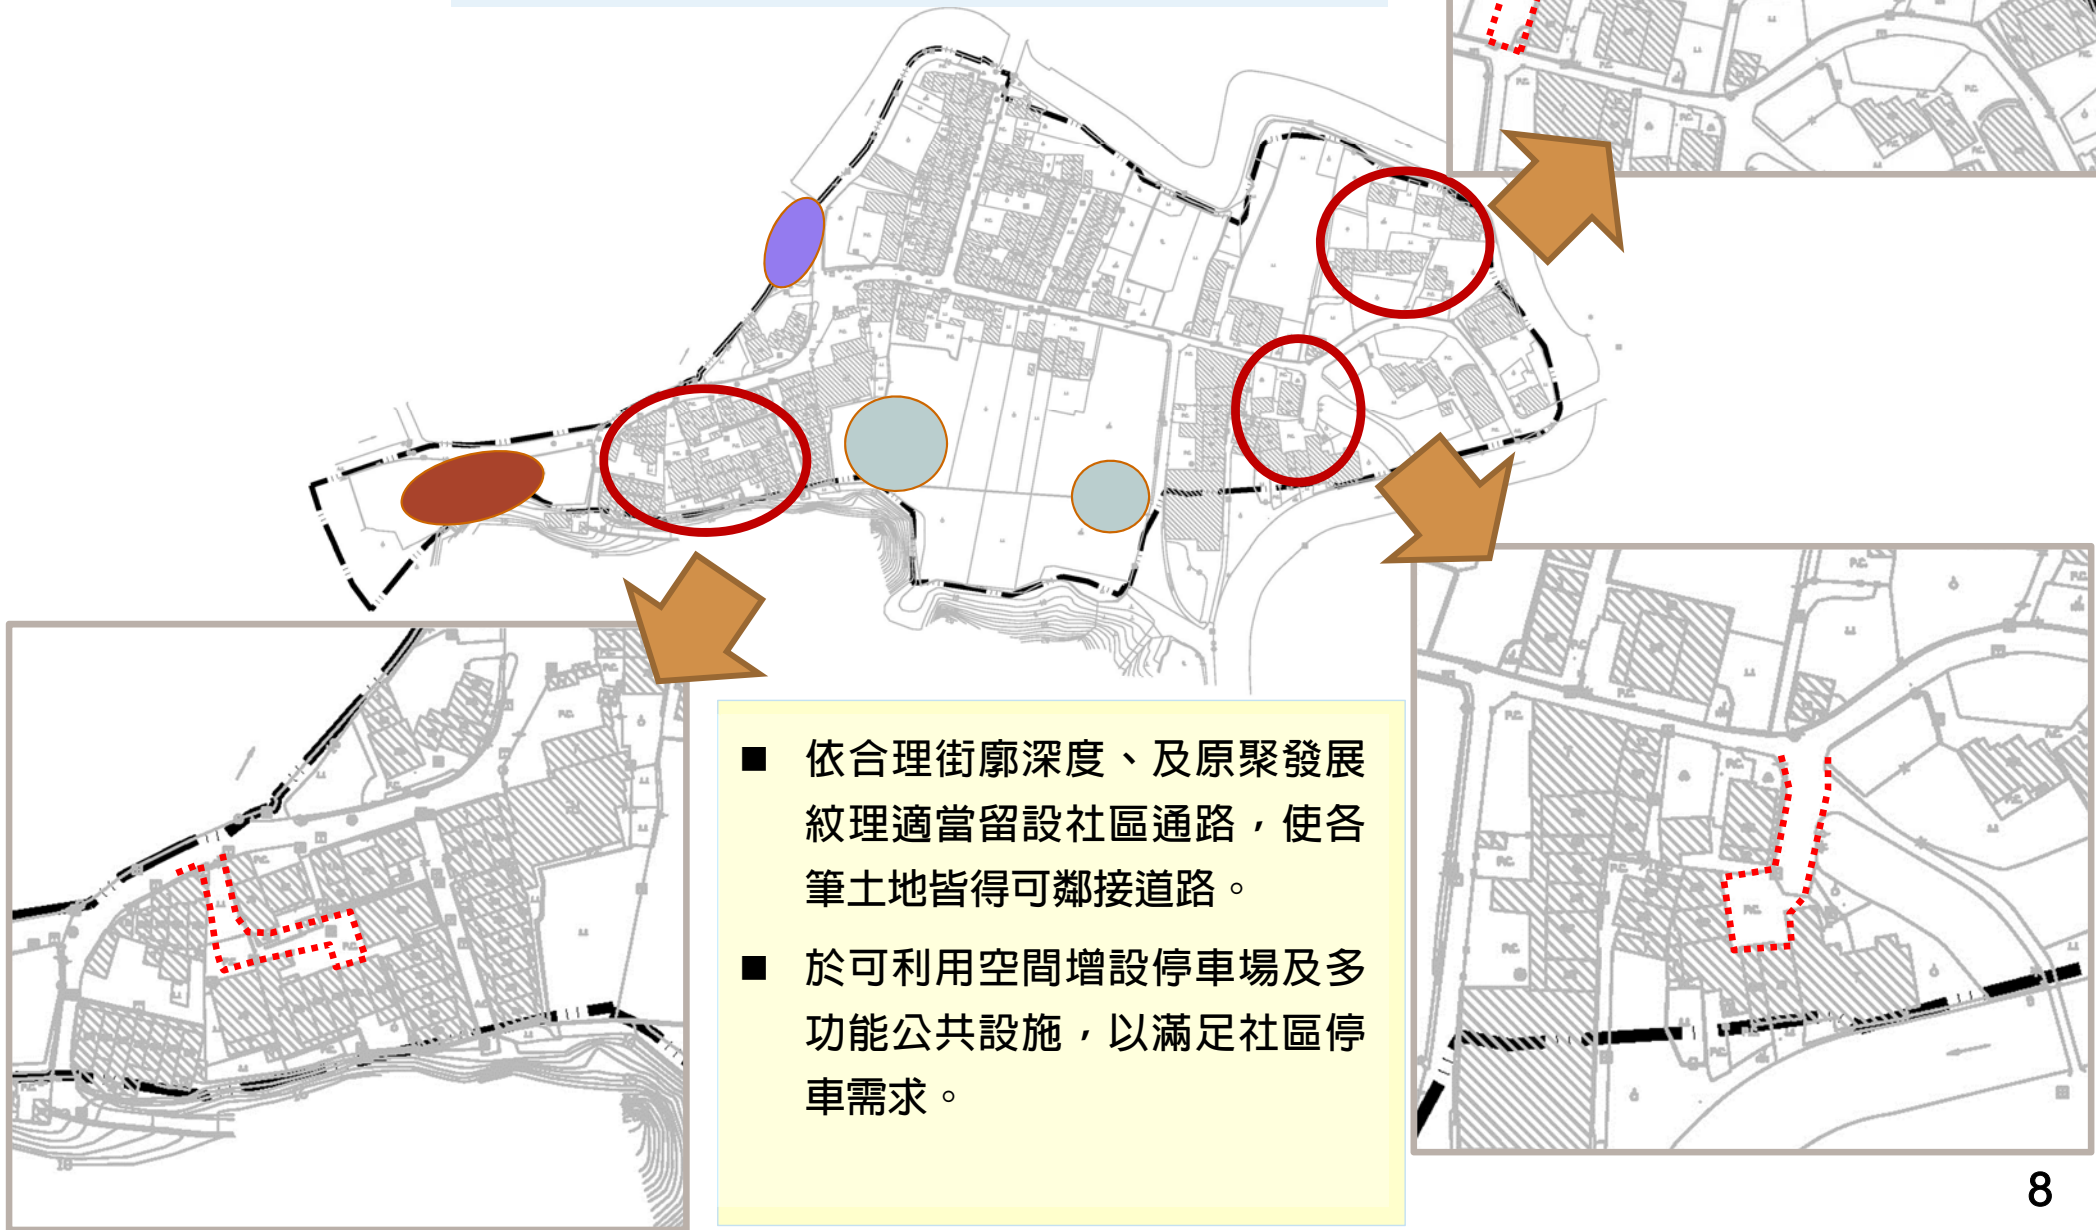 ■ 依合理街廓深度、及原聚發展
紋理適當留設社區通路，使各
筆土地皆得可鄰接道路。
■ 於可利用空間增設停車場及多
功能公共設施，以滿足社區停
車需求。
8